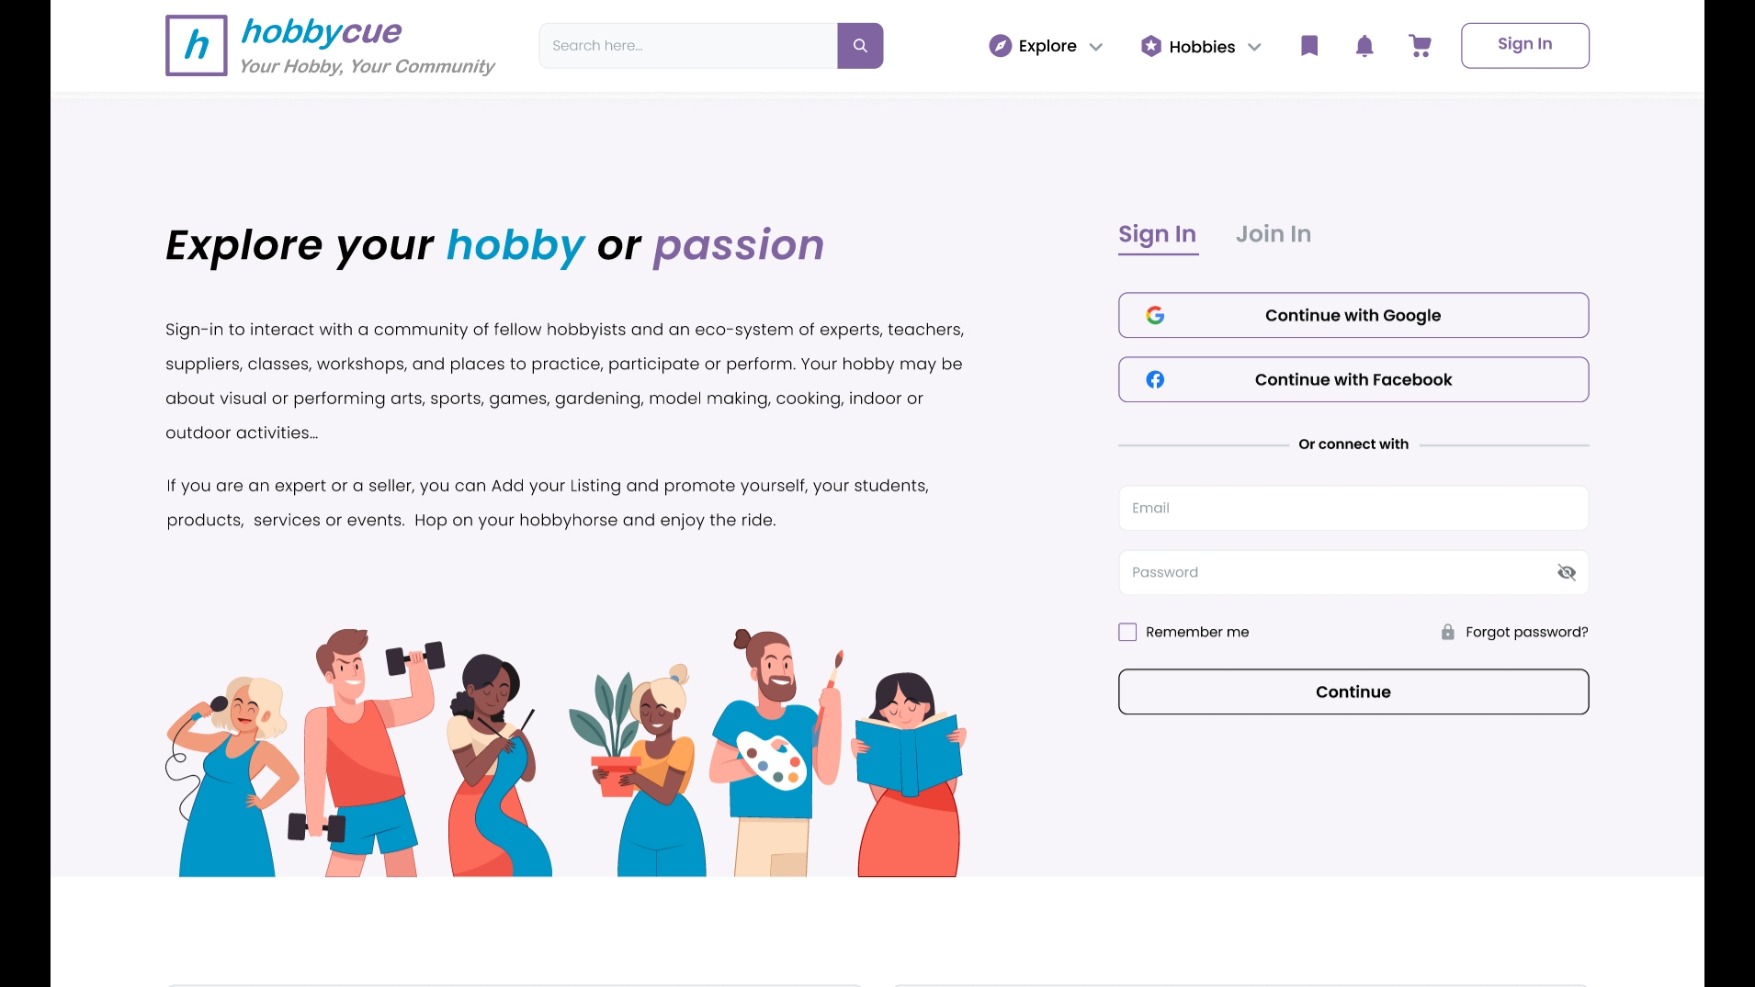 h
hobbycue
Your Hobby, Your Community
Search here...
Explore
Hobbies
Sign In
Explore your hobby or passion
Sign-in to interact with a community of fellow hobbyists and an eco-system of experts, teachers,
suppliers, classes, workshops, and places to practice, participate or perform. Your hobby may be
about visual or performing arts, sports, games, gardening, model making, cooking, indoor or
outdoor activities...
If you are an expert or a seller, you can Add your Listing and promote yourself, your students,
products,  services or events.  Hop on your hobbyhorse and enjoy the ride.
Sign In
Join In
Continue with Google
Continue with Facebook
Or connect with
Email
Password
Remember me
Forgot password?
Continue